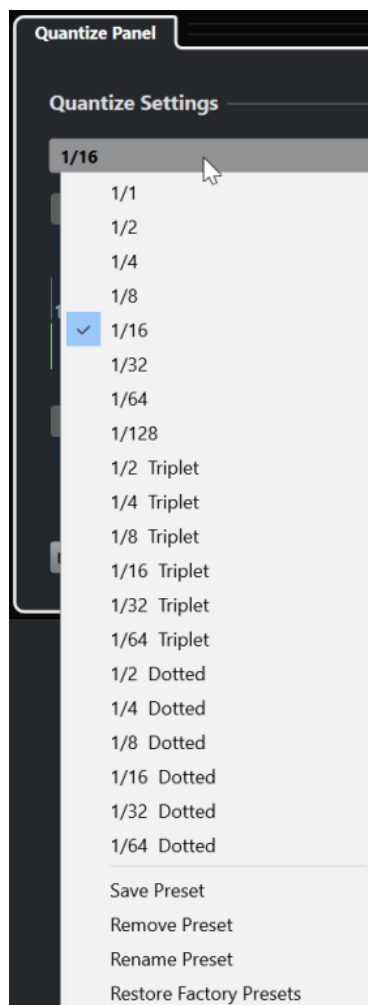 Quantize Panel
Quantize Settings
1/16
1/1
1/2
1/4
1/8
1/16
1/32
1/64
1/128
1/2 Triplet
1/4 Triplet
1/8 Triplet
1/16 Triplet
1/32 Triplet
1/64 Triplet
1/2 Dotted
1/4 Dotted
1/8 Dotted
1/16 Dotted
1/32 Dotted
1/64 Dotted
Save Preset
Remove Preset
Rename Preset
Restore Factory Presets